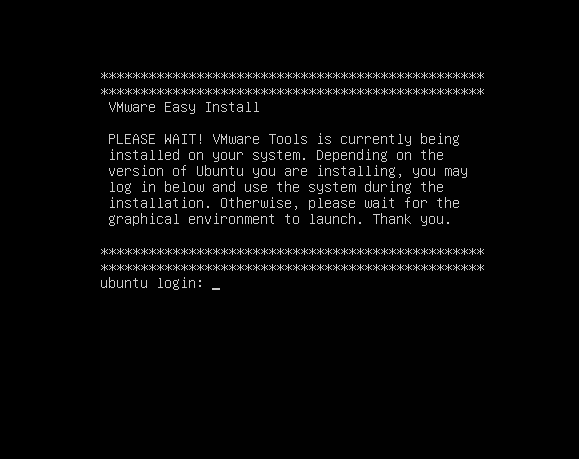 ************************************************
************************************************
VMware Easy Install
PLEASE WAIT! VMware Tools is currently being
installed on your system. Depending on the
version of Ubuntu you are installing, you may
log in below and use the system during the
installation. Otherwise, please wait for the
graphical environment to launch. Thank you.
************************************************
************************************************
ubuntu login: _